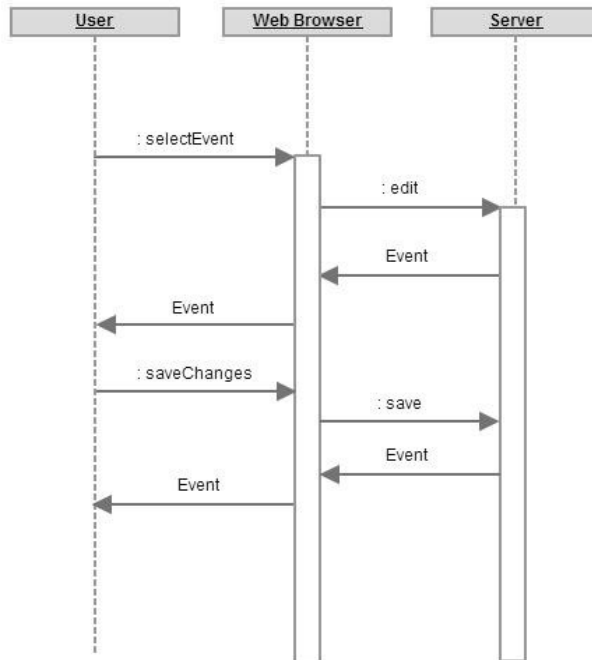 User
Web Browser
Server
: selectEvent
: edit
Event
Event
: saveChanges
: save
Event
Event